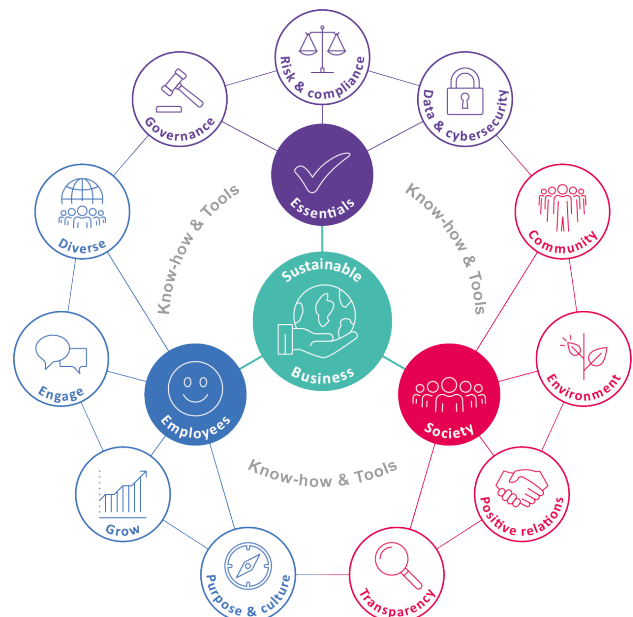 Risk & compliance
Governance
Data & cybersecurity
Essentials
Diverse
Know-how & Tools
Know-how & Tools
Community
Sustainable
Business
Engage
Employees
Society
Environment
Know-how & Tools
Grow
Positive relations
Purpose & culture
Transparency